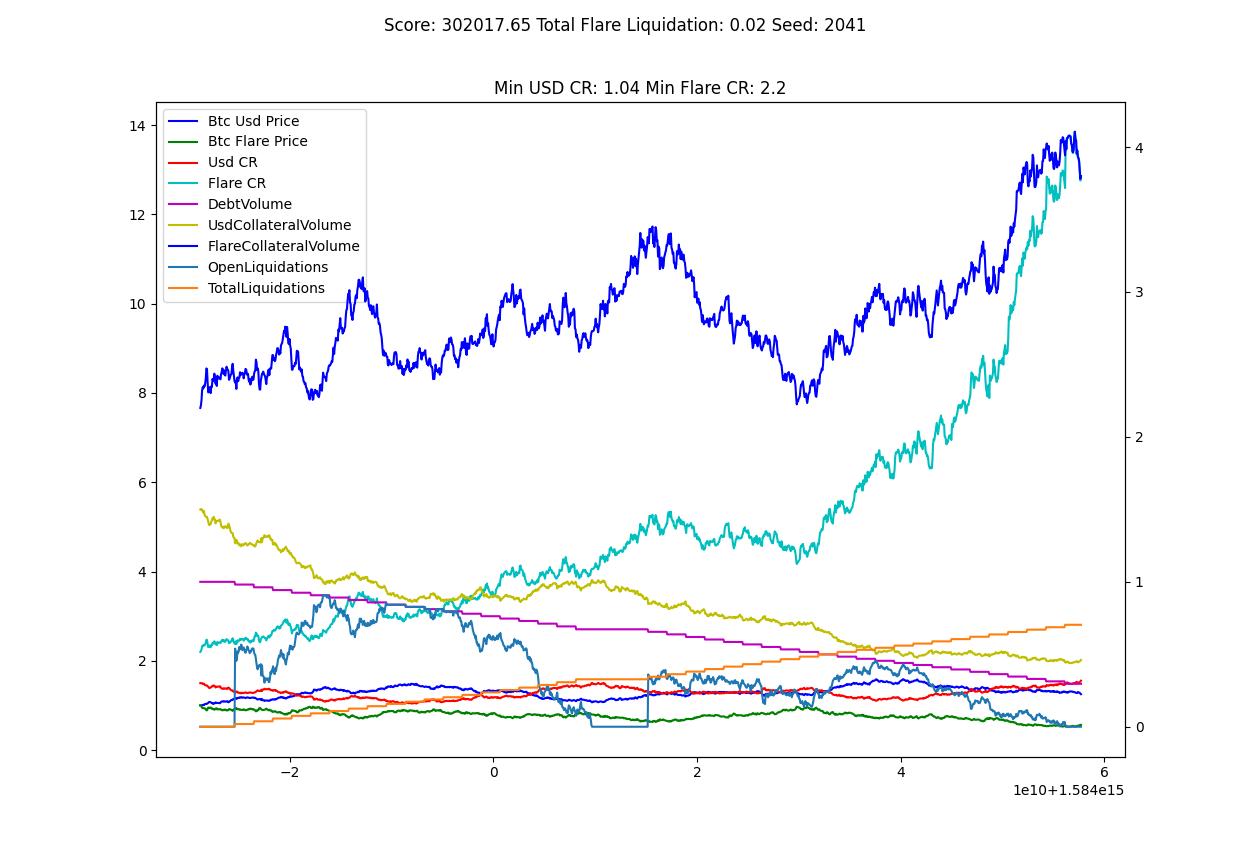 Score: 302017.65 Total Flare Liquidation: 0.02 Seed: 2041
Min USD CR: 1.04 Min Flare CR: 2.2
Btc Usd Price
Btc Flare Price
Usd CR
Flare CR
DebtVolume
UsdCollateralVolume
FlareCollateralVolume
OpenLiquidations
TotalLiquidations
14
12
10
8
6
4
2
0
4
3
2
1
0
−2
0
2
4
6
1e10+1.584e15